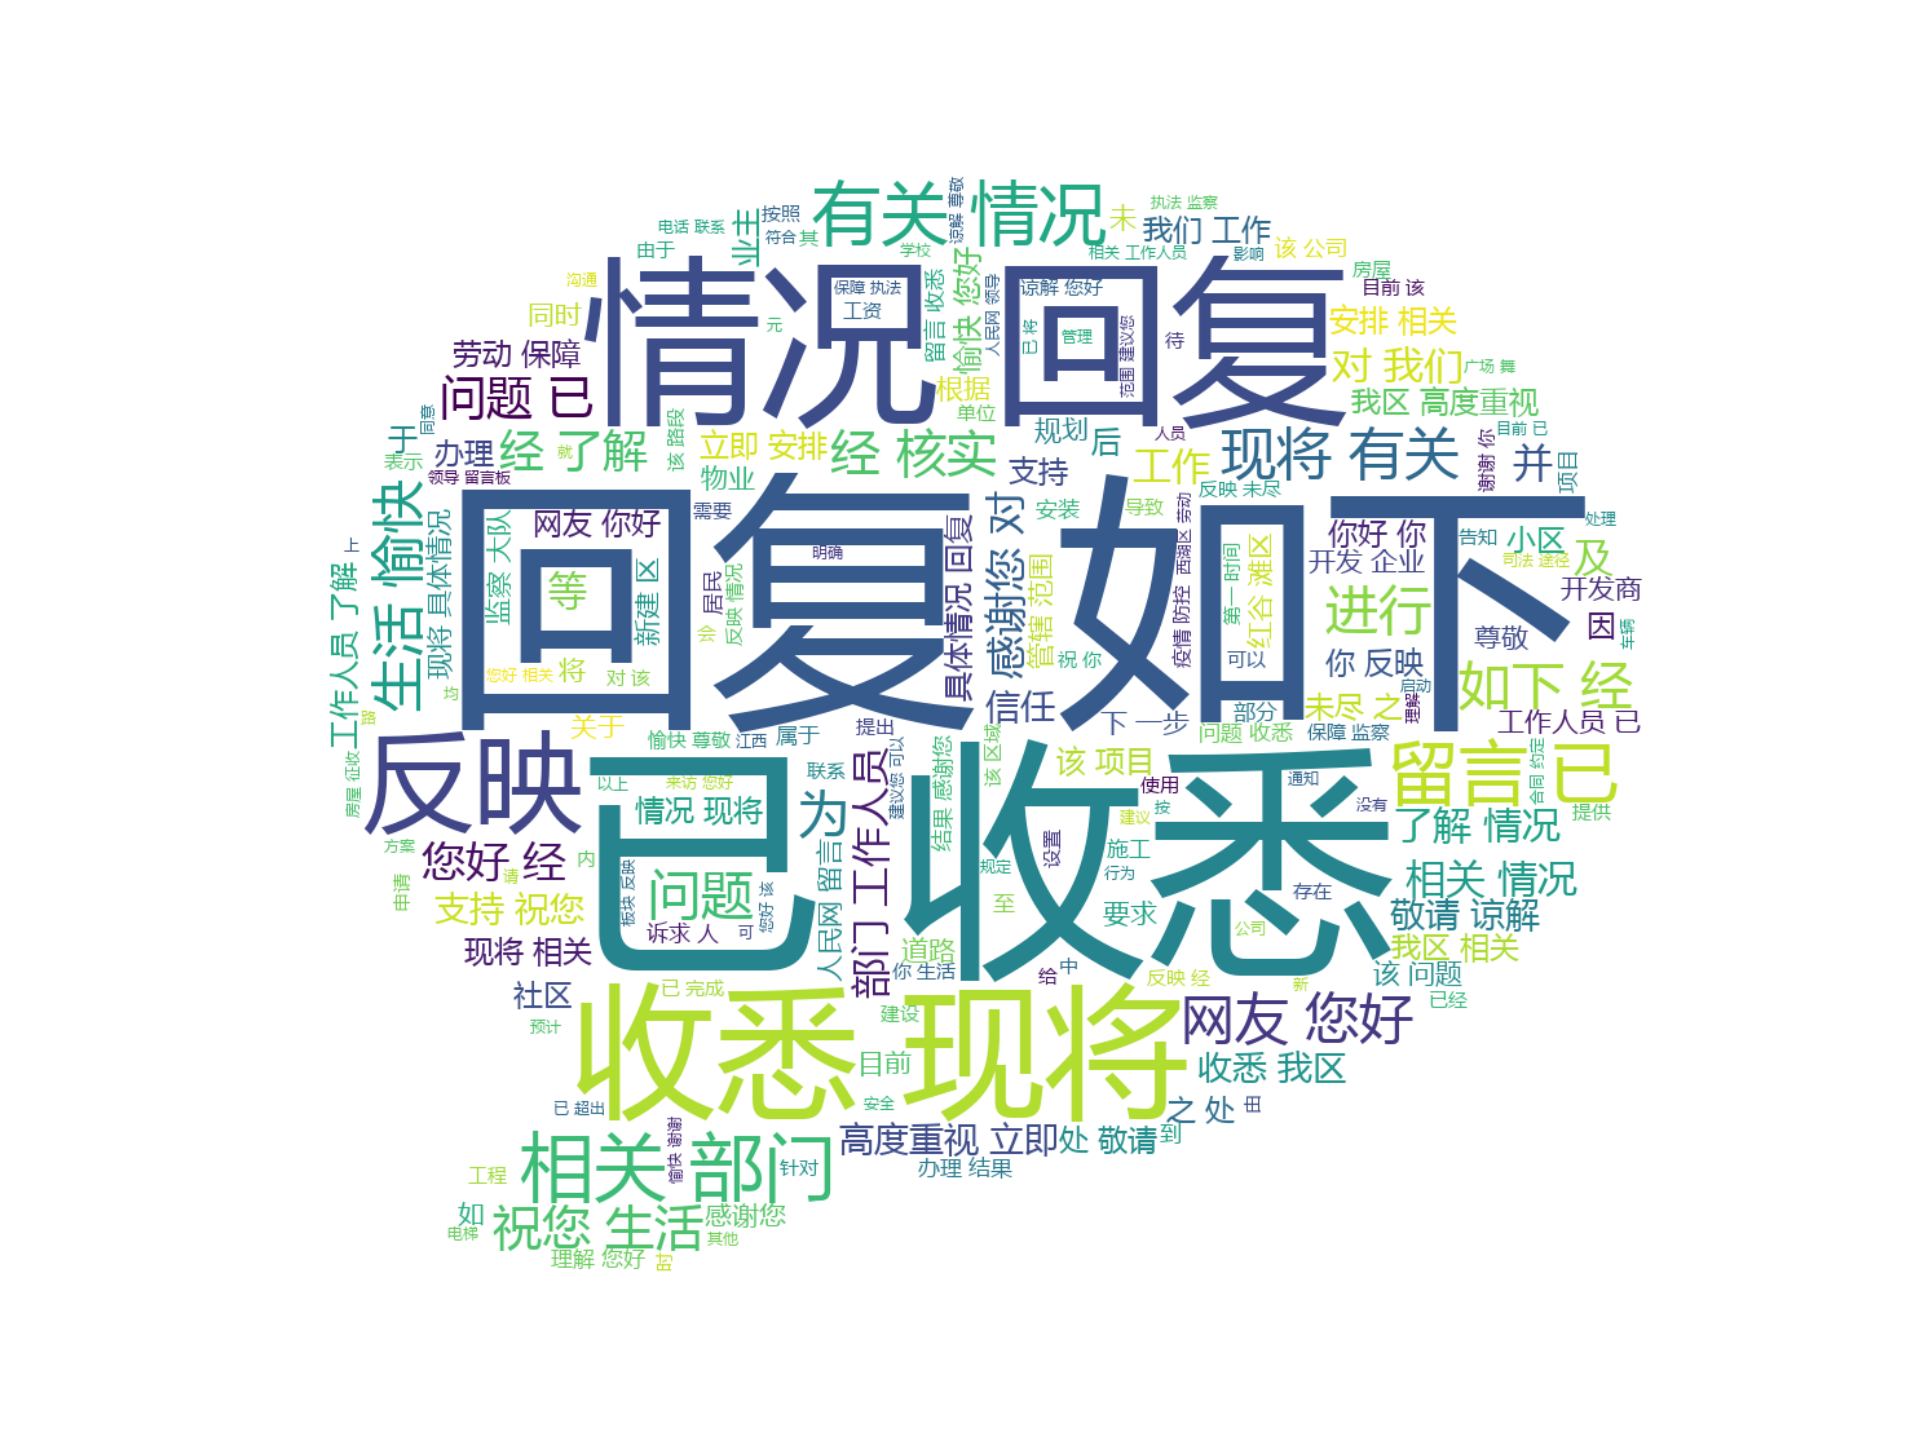 有关 情况
谅解 尊敬
未
执法 监察
我们 工作
按照
业主
电话 联系
符合
其
由于
学校
愉快 您好
相关 工作人员
影响
该 公司
房屋
目前 该
沟通
同时
情况 回复
保障 执法
工资
元
留言 收悉
人民网 领导
谅解 您好
已 将
管理
范围 建议您
待
安排 相关
劳动 保障
对 我们
广场 舞
问题 已
根据
单位
我区 高度重视
同意
于
办理
表示
领导 留言板
经 了解
就
该 路段
立即 安排
物业
经 核实
规划
后
支持
人员
工作
现将 有关
谢谢 你
目前 已
并
项目
反映 未尽
生活 愉快
现将 具体情况
监察 大队
网友 你好
需要
回复 如下
等
新建 区
居民
反映 情况
明确
具体情况 回复
感谢您 对
安装
导致
管辖 范围
西湖区 劳动
疫情 防控
第一 时间
红谷 滩区
你好 你
告知
小区
处理
开发 企业
司法 途径
及
开发商
进行
因
车辆
尊敬
上
工作人员 了解
将
您好 相关
对 该
均
路
祝 你
可以
你 反映
启动
如下 经
信任
下 一步
部分
未尽 之
理解
工作人员 已
关于
愉快 尊敬
江西
属于
提出
问题 收悉
保障 监察
反映
房屋 征收
已 收悉
以上
来访 您好
联系
情况 现将
为
部门 工作人员
建议您 可以
结果 感谢您
该 区域
该 项目
使用
通知
没有
留言 已
合同 约定
提供
建议
按
了解 情况
方案
您好 经
内
请
申请
问题
板块 反映
您好 该
可
诉求 人
人民网 留言
设置
规定
施工
行为
至
要求
存在
公司
相关 情况
敬请 谅解
支持 祝您
现将 相关
道路
你 生活
给
中
反映 经
新
我区 相关
该 问题
已经
社区
预计
已 完成
收悉 现将
建设
目前
安全
网友 您好
收悉 我区
已 超出
之 处
田
高度重视 立即
处 敬请
到
办理 结果
相关 部门
愉快 谢谢
针对
工程
如
电梯
祝您 生活
感谢您
其他
理解 您好
时